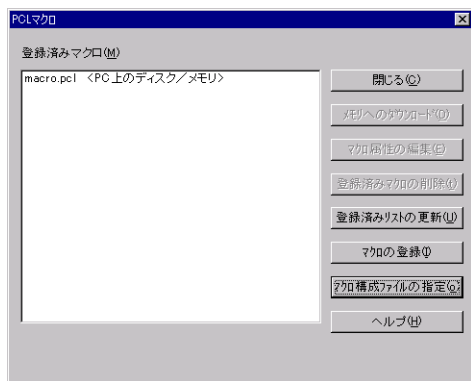 PCLマクロ
登録済みマクロ(M)
macro.pcl <PC上のディスク/メモリ>
閉じる(C)
メモリへのダウンロード(D)
マクロ属性の編集(E)
登録済みマクロの削除(t)
登録済みリストの更新(U)
マクロの登録(I)
マクロ構成ファイルの指定(o)
ヘルプ(H)